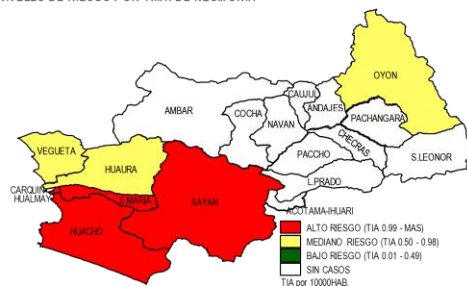 OYON
CAUJUL
AMBAR
ANDAJES
COCHA
NAVAN
PACHANGARA
CHECRAS
VEGUETA
PACCHO
S.LEONOR
HUAURA
L.PRADO
CARQUIN
HUALMAY
S.MARIA
SAYAN
ACOTAMA-IHUARI
HUACHO
ALTO RIESGO (TIA 0.99 - MAS)
MEDIANO RIESGO (TIA 0.50 - 0.98)
BAJO RIESGO (TIA 0.01 - 0.49)
SIN CASOS
TIA por 10000HAB.